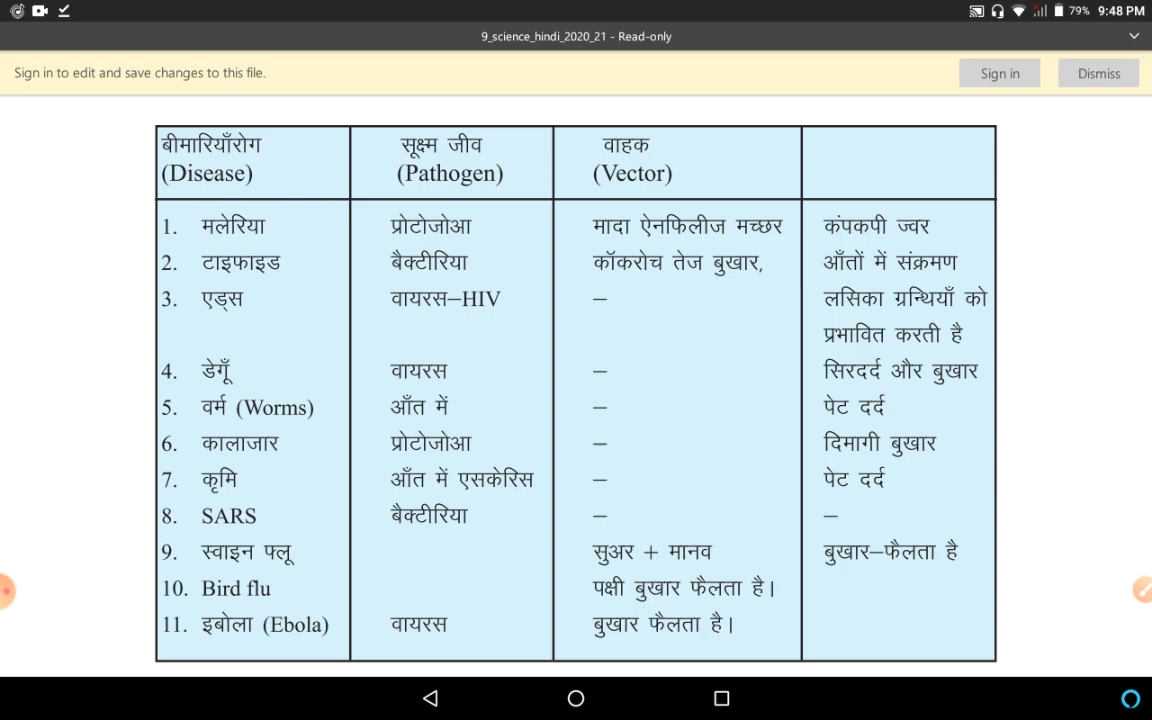 79% 9:48 PM
9_science_hindi_2020_21 - Read-only
Sign in to edit and save changes to this file. Sign in Dismiss
बीमारियाँरोग सूक्ष्म जीव वाहक
(Disease) (Pathogen) (Vector)
1. मलेरिया प्रोटोजोआ मादा ऐनफिलीज मच्छर कंपकपी ज्वर
2. टाइफाइड बैक्टीरिया कॉकरोच तेज बुखार, आँतों में संक्रमण
3. एड्स वायरस–HIV – लसिका ग्रन्थियाँ को
प्रभावित करती है
4. डेगूँ वायरस – सिरदर्द और बुखार
5. वर्म (Worms) आँत में – पेट दर्द
6. कालाजार प्रोटोजोआ – दिमागी बुखार
7. कृमि आँत में एसकेरिस – पेट दर्द
8. SARS बैक्टीरिया – –
9. स्वाइन फ्लू सुअर + मानव बुखार–फैलता है
10. Bird flu पक्षी बुखार फैलता है।
11. इबोला (Ebola) वायरस बुखार फैलता है।